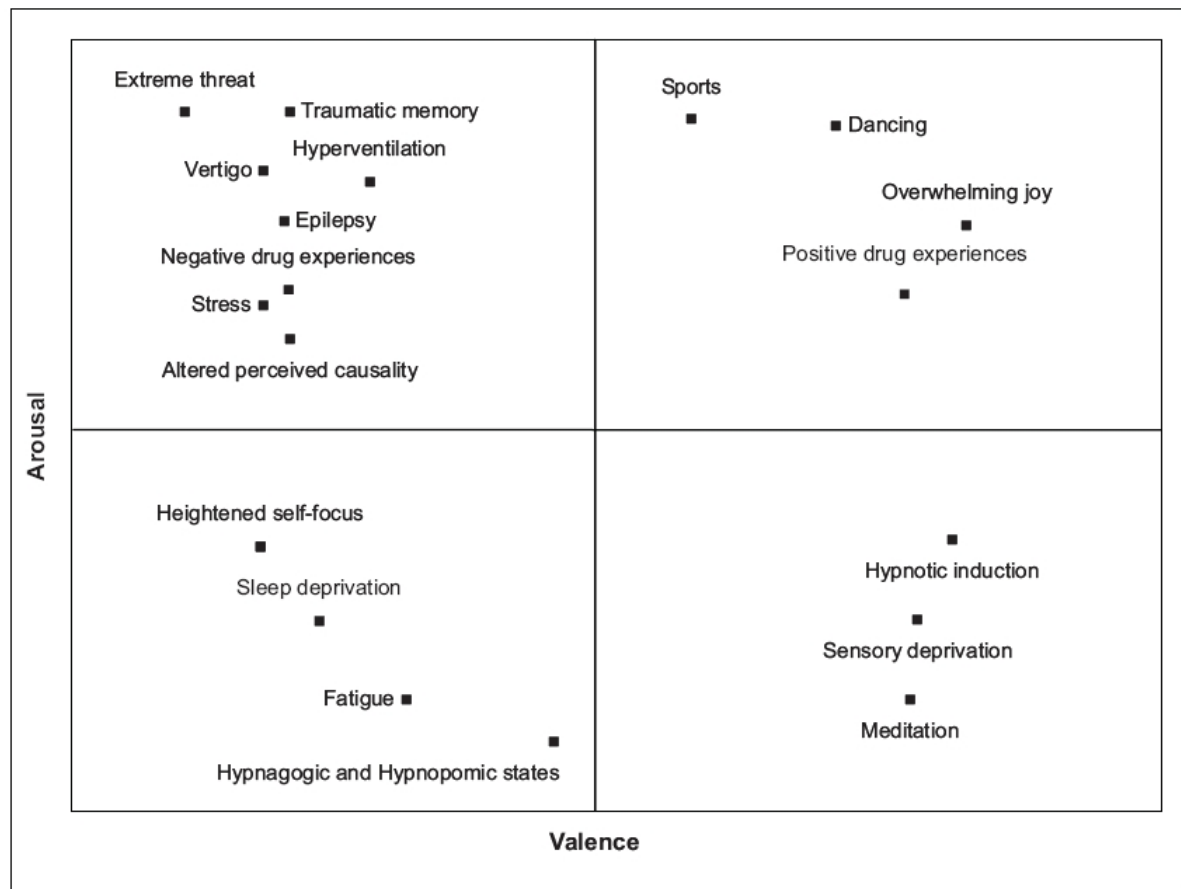 Extreme threat
Sports
Traumatic memory
Dancing
Hyperventilation
Vertigo
Overwhelming joy
Epilepsy
Negative drug experiences
Positive drug experiences
Stress
Altered perceived causality
Arousal
Heightened self-focus
Hypnotic induction
Sleep deprivation
Sensory deprivation
Fatigue
Meditation
Hypnagogic and Hypnopomic states
Valence